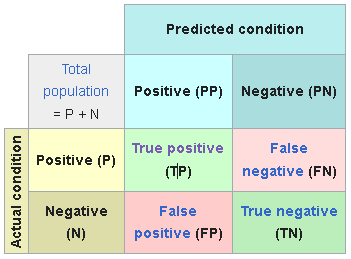 Predicted condition
Total
population
= P + N
Positive (PP)
Negative (PN)
Actual condition
Positive (P)
True positive
(TP)
False
negative (FN)
Negative
(N)
False
positive (FP)
True negative
(TN)